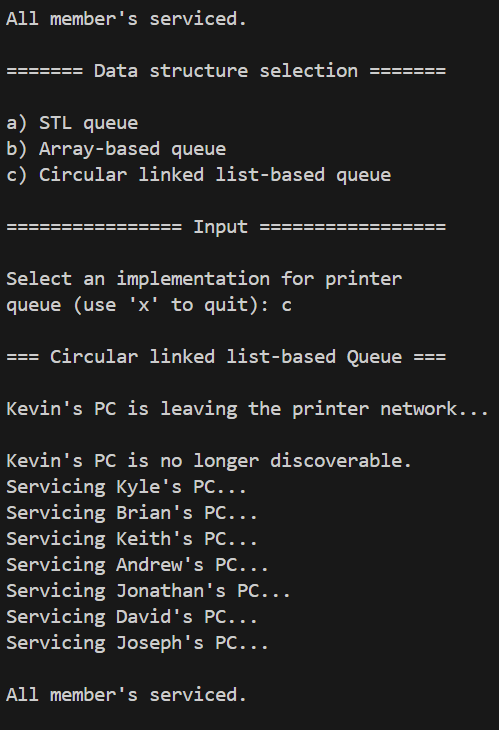 All member's serviced.
======= Data structure selection =======
a) STL queue
b) Array-based queue
c) Circular linked list-based queue
================ Input =================
Select an implementation for printer
queue (use 'x' to quit): c
=== Circular linked list-based Queue ===
Kevin's PC is leaving the printer network...
Kevin's PC is no longer discoverable.
Servicing Kyle's PC...
Servicing Brian's PC...
Servicing Keith's PC...
Servicing Andrew's PC...
Servicing Jonathan's PC...
Servicing David's PC...
Servicing Joseph's PC...
All member's serviced.